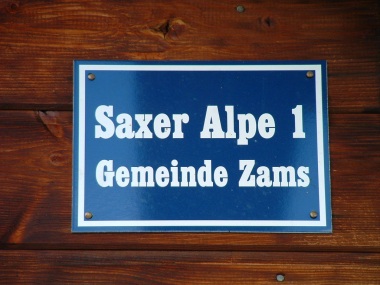 Saxer Alpe 1
Gemeinde Zams